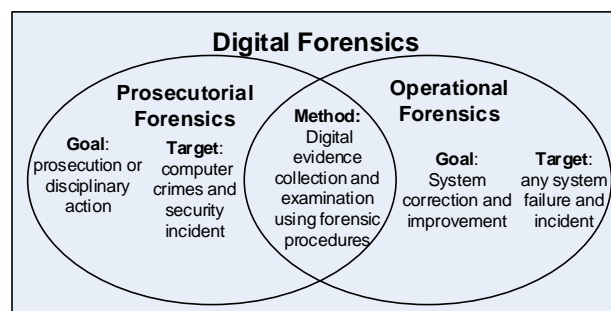 Digital Forensics
Prosecutorial
Forensics
Goal:
prosecution or
disciplinary
action
Target:
computer
crimes and
security
incident
Method:
Digital
evidence
collection and
examination
using forensic
procedures
Operational
Forensics
Goal:
System
correction and
improvement
Target:
any system
failure and
incident